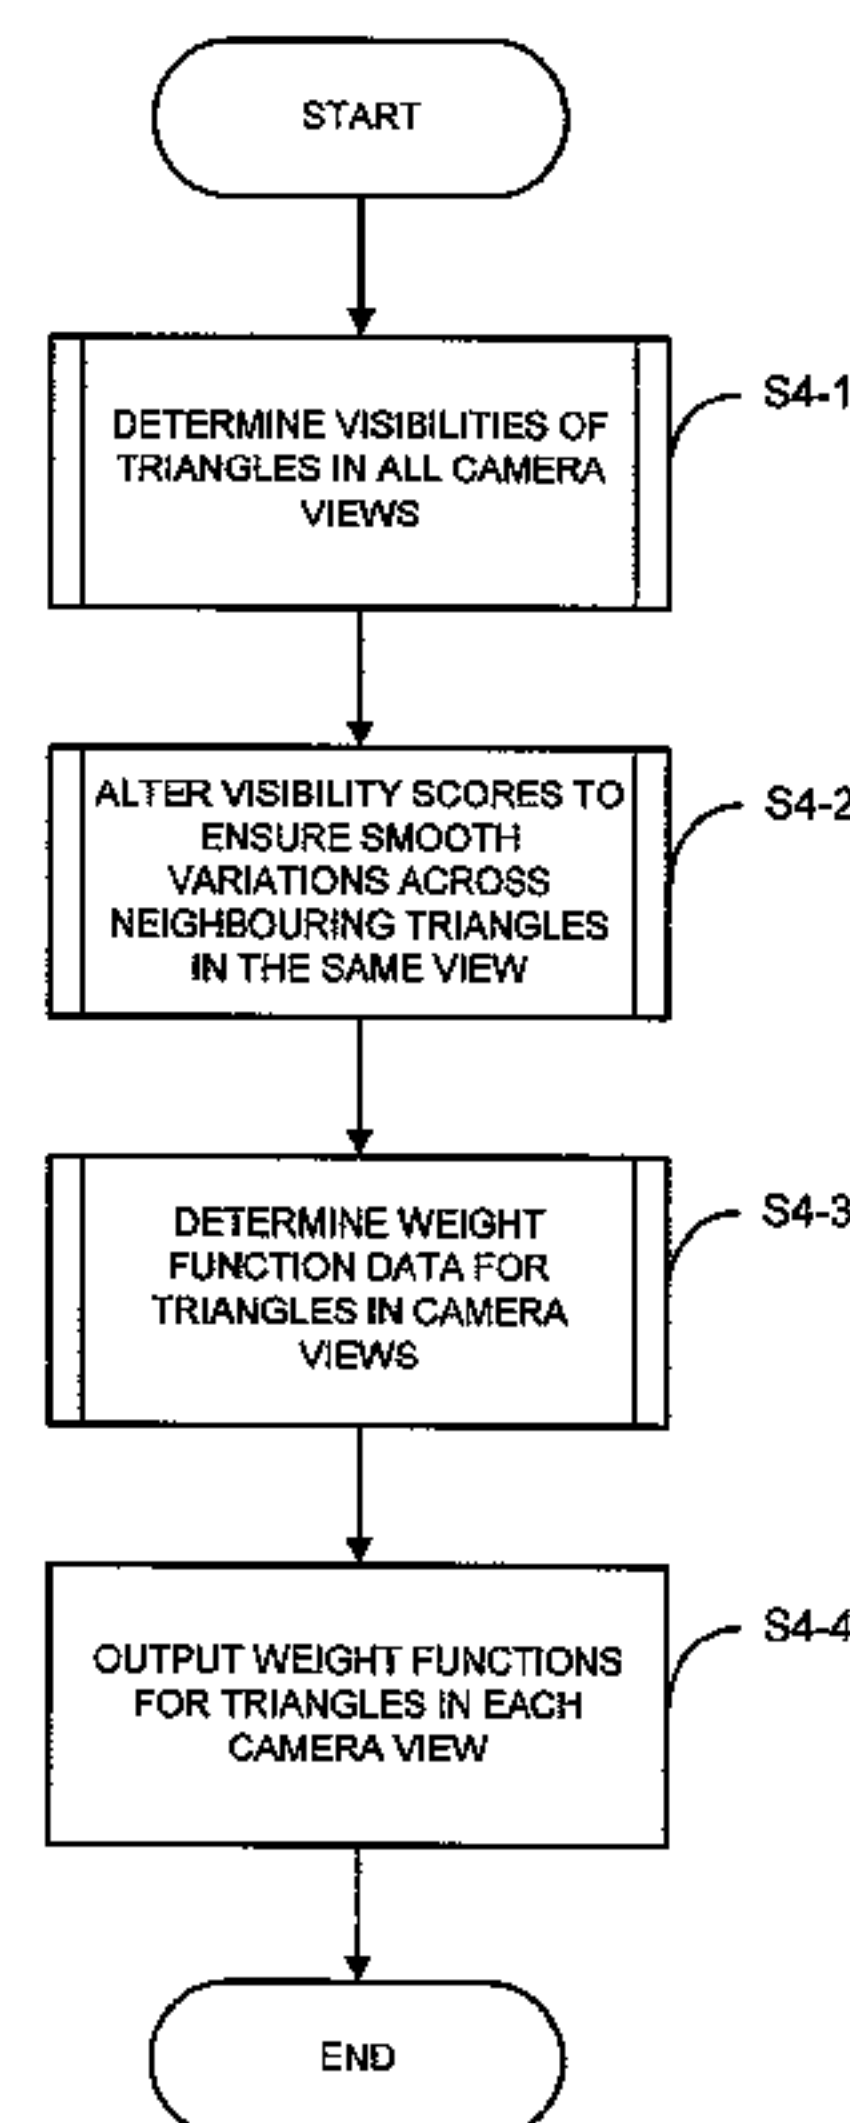 START
DETERMINE VISIBILITIES OF
TRIANGLES IN ALL CAMERA
VIEWS
S4-1
ALTER VISIBILITY SCORES TO
ENSURE SMOOTH
VARIATIONS ACROSS
NEIGHBOURING TRIANGLES
IN THE SAME VIEW
S4-2
DETERMINE WEIGHT
FUNCTION DATA FOR
TRIANGLES IN CAMERA
VIEWS
S4-3
OUTPUT WEIGHT FUNCTIONS
FOR TRIANGLES IN EACH
CAMERA VIEW
S4-4
END